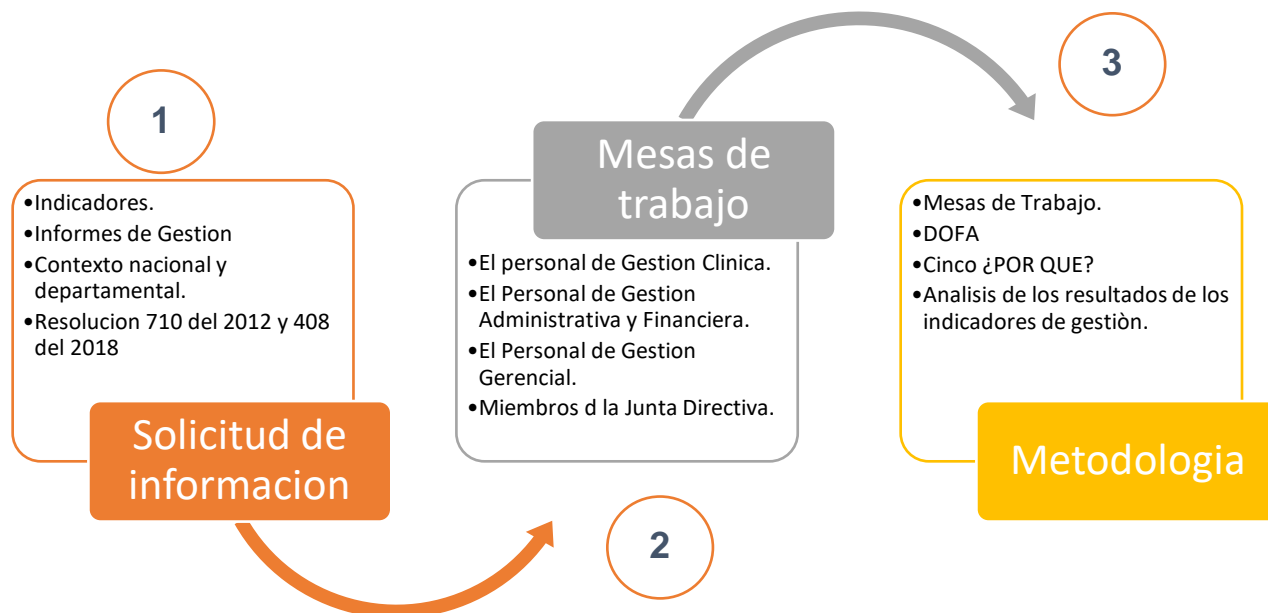 1
•Indicadores.
•Informes de Gestion
•Contexto nacional y
departamental.
•Resolucion 710 del 2012 y 408
del 2018
Solicitud de
informacion
2
Mesas de
trabajo
•El personal de Gestion Clinica.
•El Personal de Gestion
Administrativa y Financiera.
•El Personal de Gestion
Gerencial.
•Miembros d la Junta Directiva.
3
•Mesas de Trabajo.
•DOFA
•Cinco ¿POR QUE?
•Analisis de los resultados de los
indicadores de gestiòn.
Metodologia